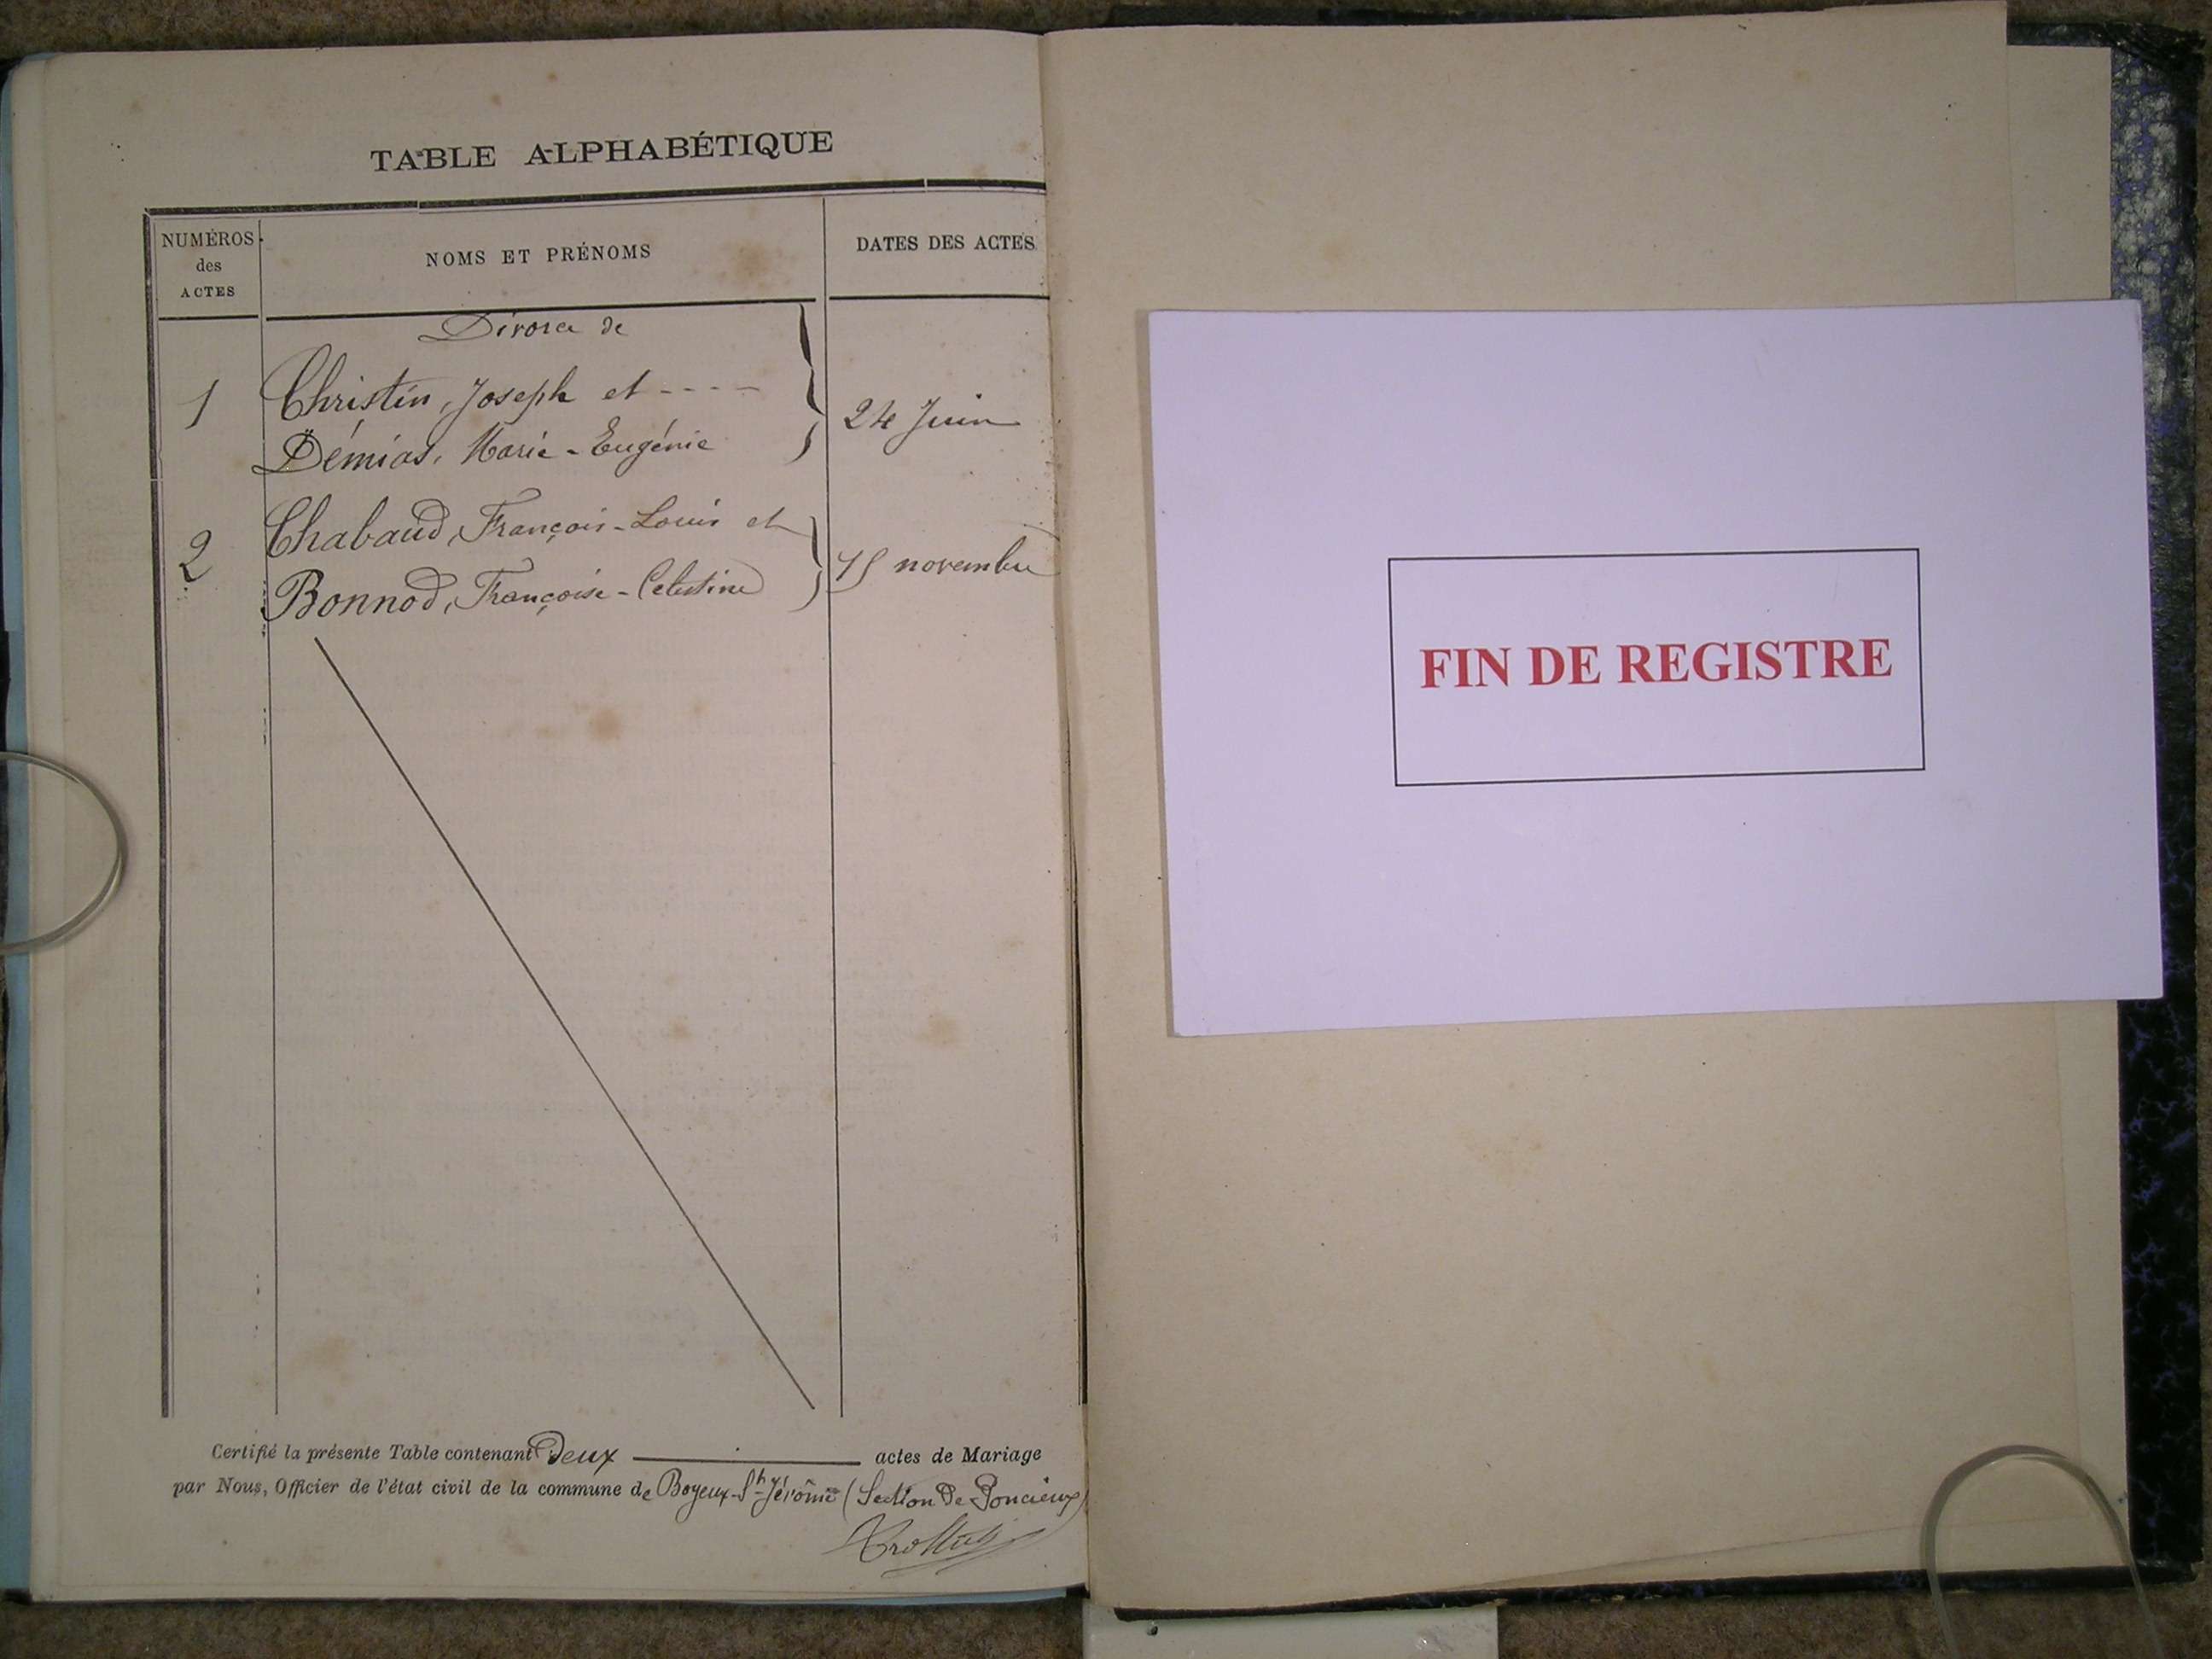 TABLE ALPHABÉTIQUE
NUMÉROS
des
ACTES
NOMS ET PRÉNOMS
DATES DES ACTES
Divorce de
1 Christin, Joseph et ----
Démias, Marie-Eugénie
24 Juin
2 Chabaud, François-Louis et
Bonnod, Françoise-Célestine
15 novembre
Certifié la présente Table contenant Deux actes de Mariage
par Nous, Officier de l'état civil de la commune de Boyeux-St-Jérôme (Section de Poncieux)
FIN DE REGISTRE